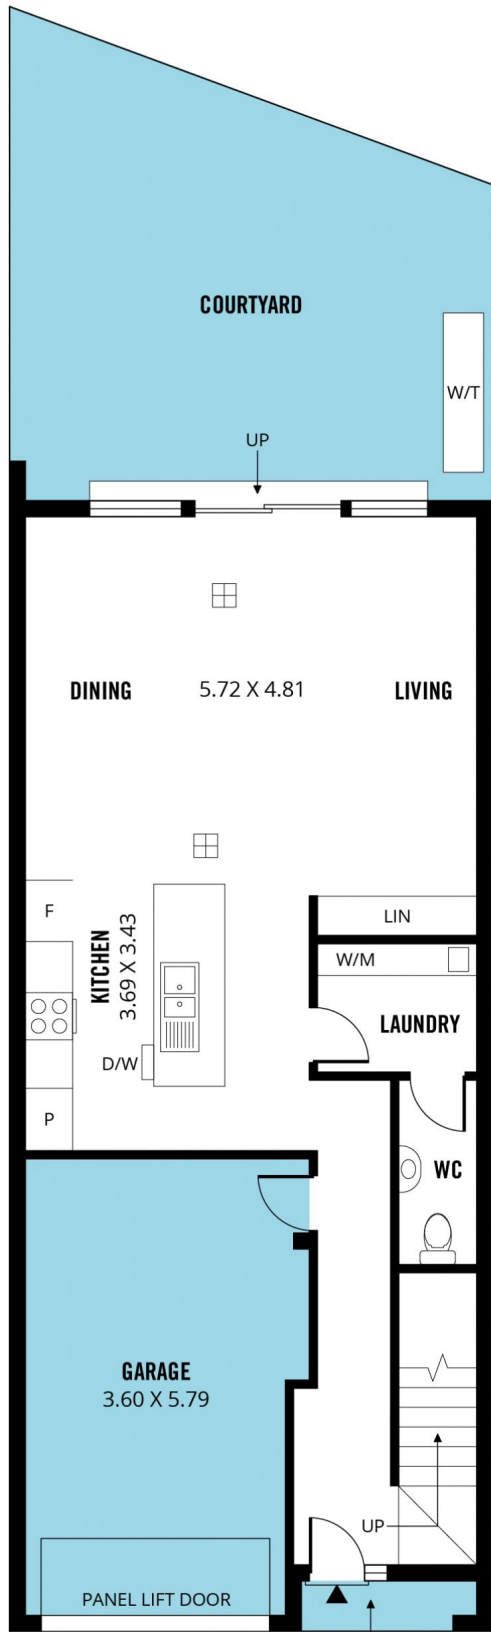 COURTYARD
W/T
UP
DINING
5.72 X 4.81
LIVING
F
KITCHEN
3.69 X 3.43
LIN
W/M
LAUNDRY
D/W
P
WC
GARAGE
3.60 X 5.79
UP
PANEL LIFT DOOR